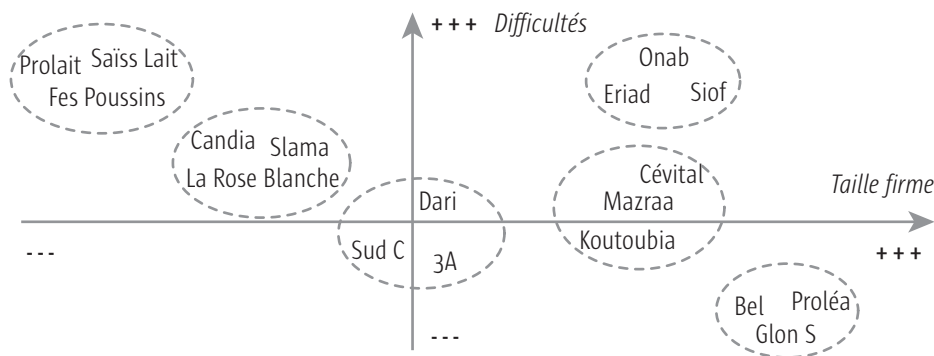 + + + Difficultés
Prolait Saïss Lait
Fes Poussins
Onab
Eriad Siof
Candia Slama
La Rose Blanche
Cévital
Mazraa
Koutoubia
Taille firme
Dari
Sud C 3A
- - -
+ + +
Bel Proléa
Glon S
- - -